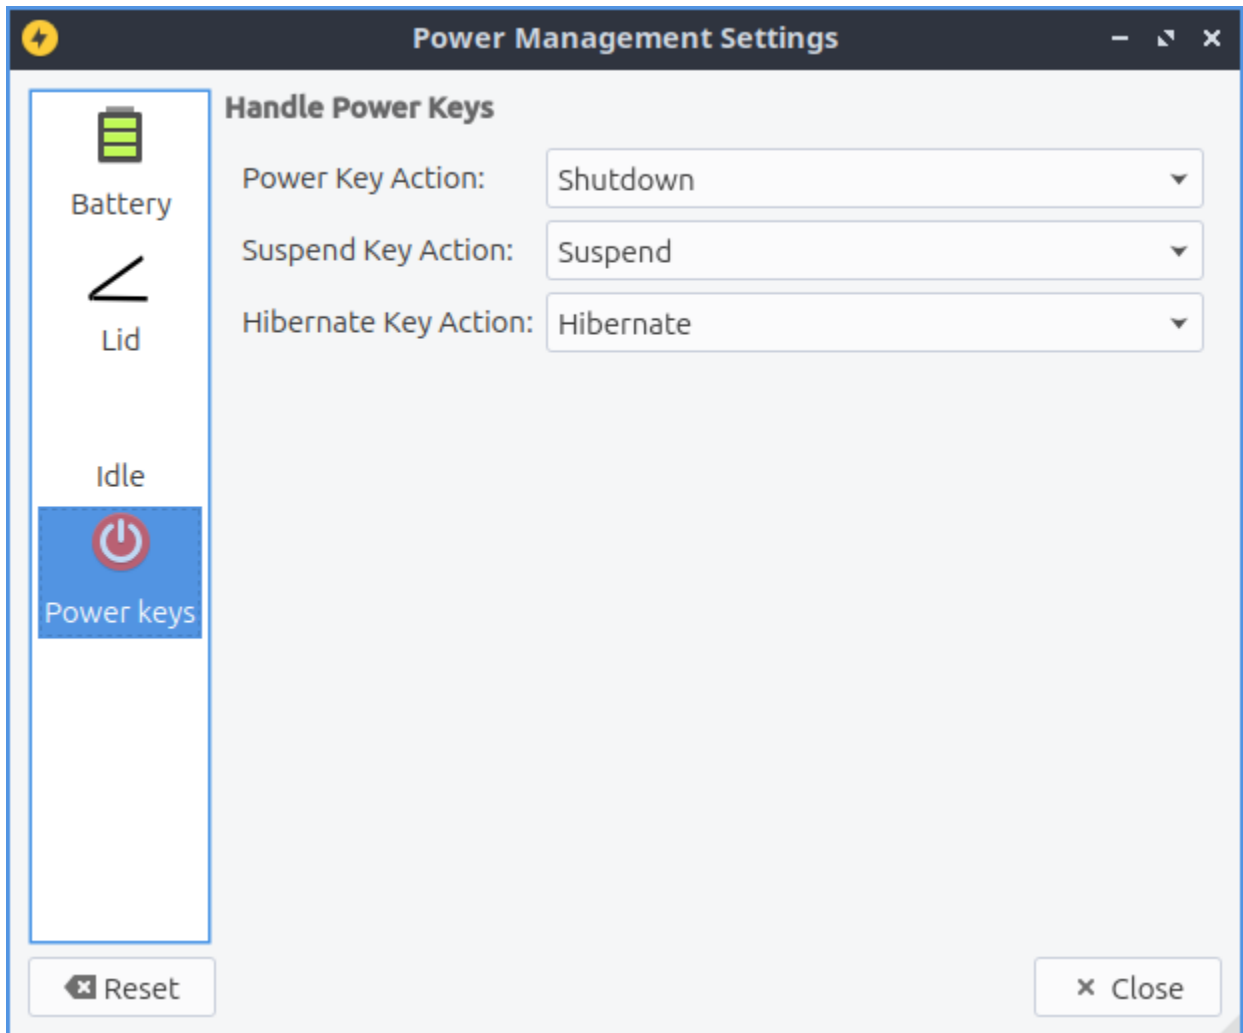 Power Management Settings
Battery
Lid
Idle
Power keys
Handle Power Keys
Power Key Action: Shutdown
Suspend Key Action: Suspend
Hibernate Key Action: Hibernate
Reset
Close